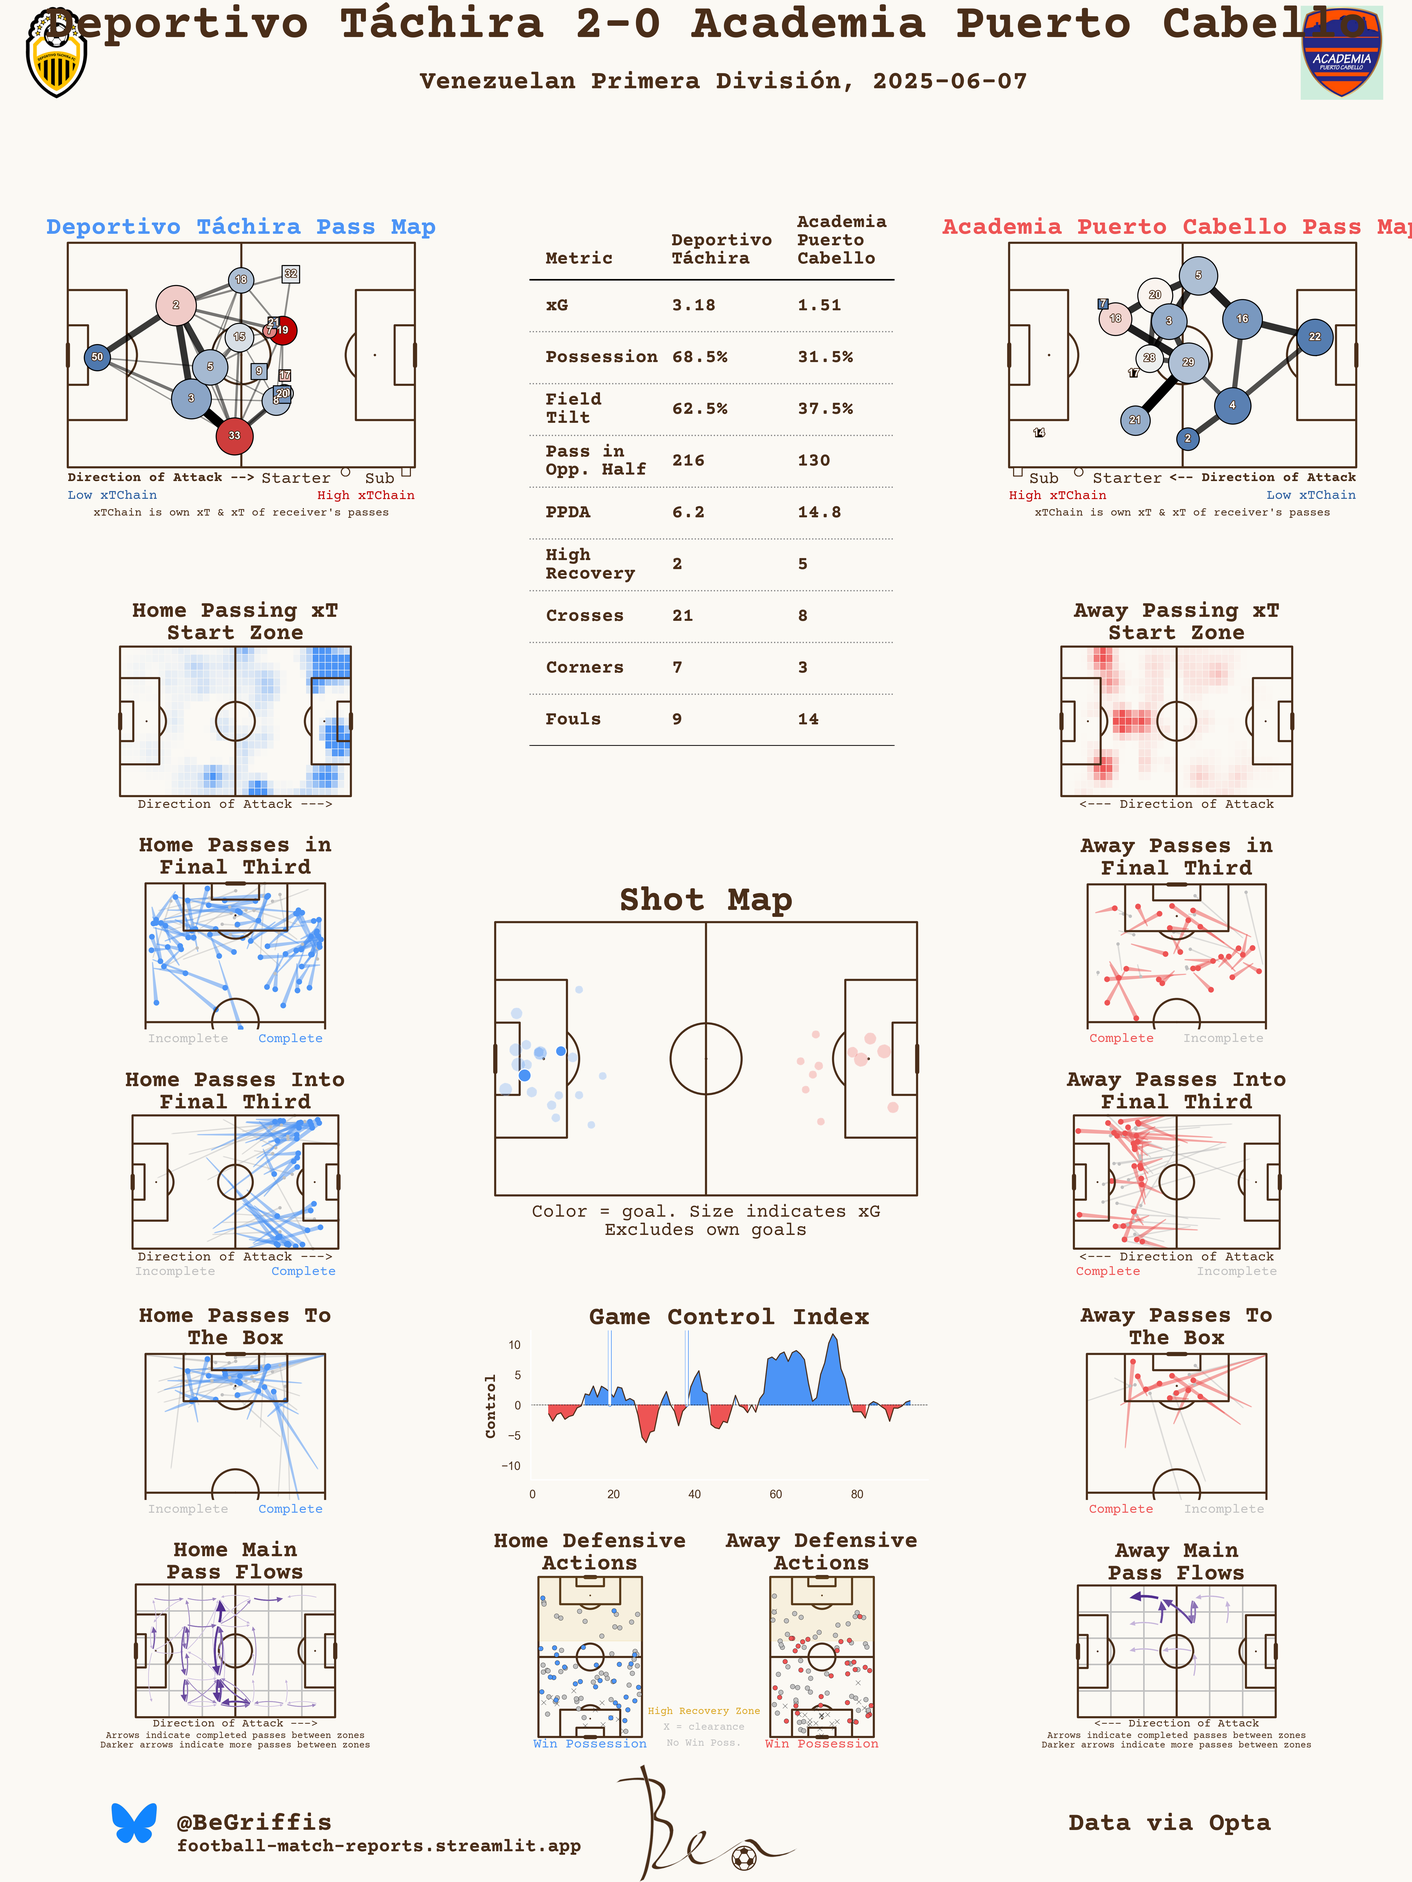 Deportivo Táchira 2-0 Academia Puerto Cabello
Venezuelan Primera División, 2025-06-07
ACADEMIA
PUERTO CABELLO
Deportivo Táchira Pass Map
50
2
18
32
21
7
19
15
5
9
17
3
20
8
33
Direction of Attack --> Starter Sub
Low xTChain High xTChain
xTChain is own xT & xT of receiver's passes
Metric Deportivo Táchira Academia Puerto Cabello
xG 3.18 1.51
Possession 68.5% 31.5%
Field Tilt 62.5% 37.5%
Pass in Opp. Half 216 130
PPDA 6.2 14.8
High Recovery 2 5
Crosses 21 8
Corners 7 3
Fouls 9 14
Academia Puerto Cabello Pass Map
5
20
7
18
3
16
22
28
29
17
4
21
14
2
Sub Starter <-- Direction of Attack
High xTChain Low xTChain
xTChain is own xT & xT of receiver's passes
Home Passing xT
Start Zone
Direction of Attack --->
Away Passing xT
Start Zone
<--- Direction of Attack
Home Passes in
Final Third
Incomplete Complete
Away Passes in
Final Third
Complete Incomplete
Shot Map
Color = goal. Size indicates xG
Excludes own goals
Home Passes Into
Final Third
Direction of Attack --->
Incomplete Complete
Away Passes Into
Final Third
<--- Direction of Attack
Complete Incomplete
Home Passes To
The Box
Incomplete Complete
Game Control Index
Control
10
5
0
−5
−10
0 20 40 60 80
Away Passes To
The Box
Complete Incomplete
Home Main
Pass Flows
Direction of Attack --->
Arrows indicate completed passes between zones
Darker arrows indicate more passes between zones
Home Defensive
Actions
Win Possession
High Recovery Zone
X = clearance
No Win Poss.
Away Defensive
Actions
Win Possession
Away Main
Pass Flows
<--- Direction of Attack
Arrows indicate completed passes between zones
Darker arrows indicate more passes between zones
@BeGriffis
football-match-reports.streamlit.app
Ben
Data via Opta